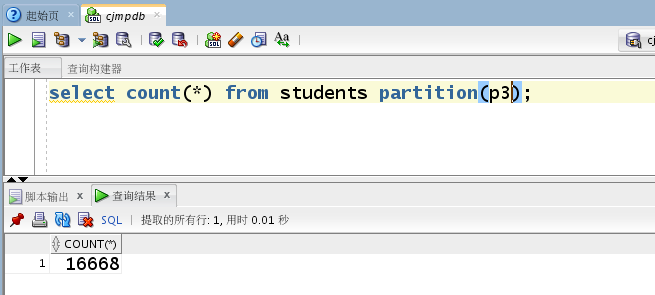 起始页 × cjmpdb ×
工作表 查询构建器
select count(*) from students partition(p3);
脚本输出 x 查询结果 x
SQL | 提取的所有行: 1, 用时 0.01 秒
COUNT(*)
1 16668